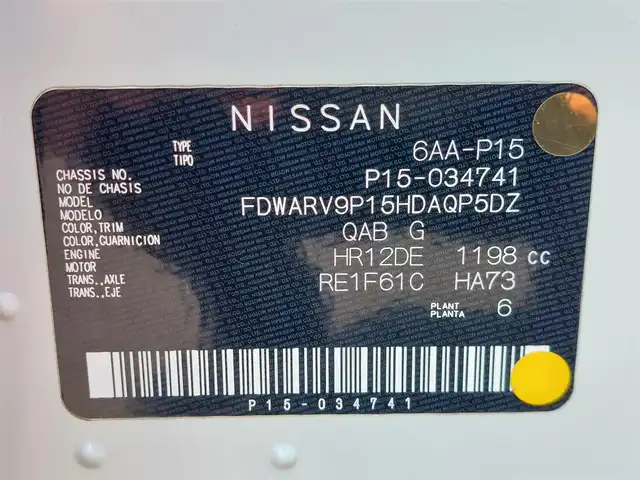 NISSAN
TYPE 6AA-P15
TIPO
CHASSIS NO. P15-034741
NO DE CHASIS
MODEL FDWARV9P15HDAQP5DZ
MODELO
COLOR,TRIM QAB G
COLOR,GUARNICION
ENGINE HR12DE 1198 cc
MOTOR
TRANS.,AXLE RE1F61C HA73
TRANS.,EJE
PLANT 6
PLANTA
P15-034741